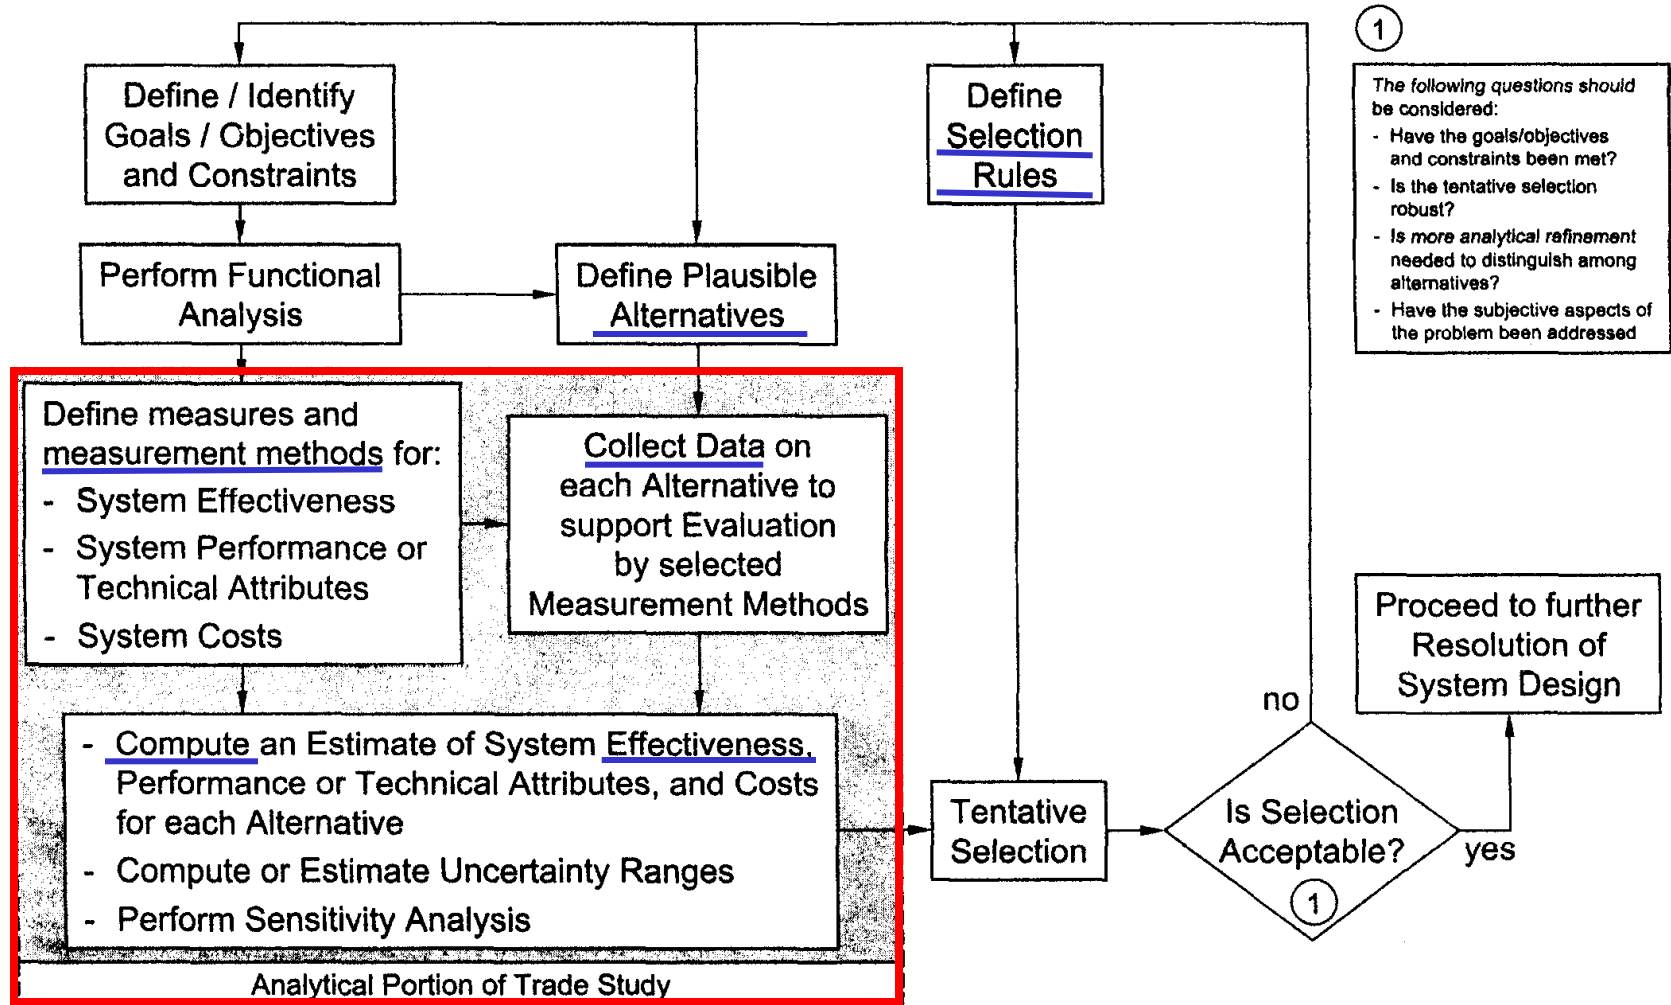 Define / Identify
Goals / Objectives
and Constraints
Define
Selection
Rules
1
The following questions should
be considered:
- Have the goals/objectives
and constraints been met?
- Is the tentative selection
robust?
- Is more analytical refinement
needed to distinguish among
alternatives?
- Have the subjective aspects of
the problem been addressed
Perform Functional
Analysis
Define Plausible
Alternatives
Define measures and
measurement methods for:
- System Effectiveness
- System Performance or
Technical Attributes
- System Costs
Collect Data on
each Alternative to
support Evaluation
by selected
Measurement Methods
- Compute an Estimate of System Effectiveness,
Performance or Technical Attributes, and Costs
for each Alternative
- Compute or Estimate Uncertainty Ranges
- Perform Sensitivity Analysis
Analytical Portion of Trade Study
Tentative
Selection
Is Selection
Acceptable?
1
no
yes
Proceed to further
Resolution of
System Design